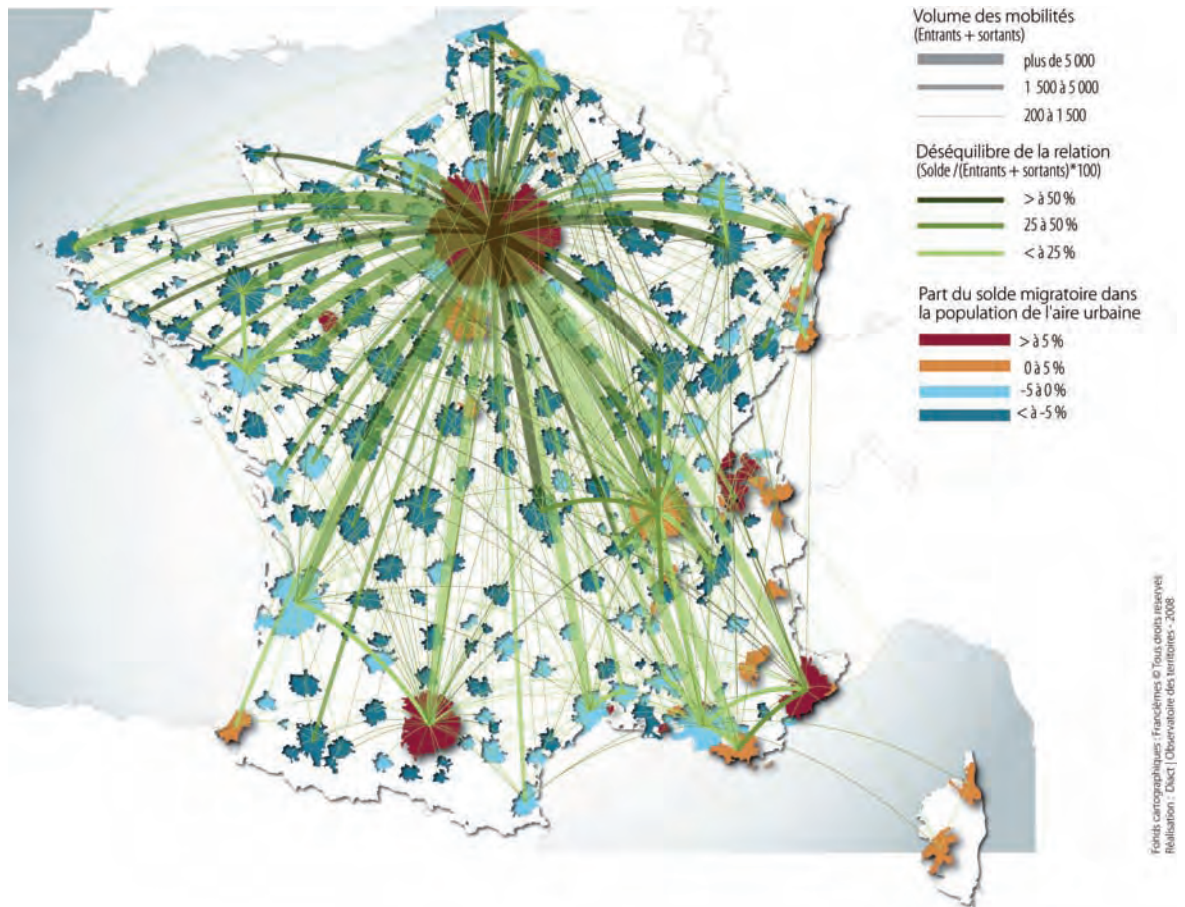 Volume des mobilités
(Entrants + sortants)
plus de 5 000
1 500 à 5 000
200 à 1 500
Déséquilibre de la relation
(Solde /(Entrants + sortants)*100)
> à 50 %
25 à 50 %
< à 25 %
Part du solde migratoire dans
la population de l'aire urbaine
> à 5 %
0 à 5 %
-5 à 0 %
< à -5 %
Fonds cartographiques : Francièmes © Tous droits réservés
Réalisation : Diact | Observatoire des territoires - 2008